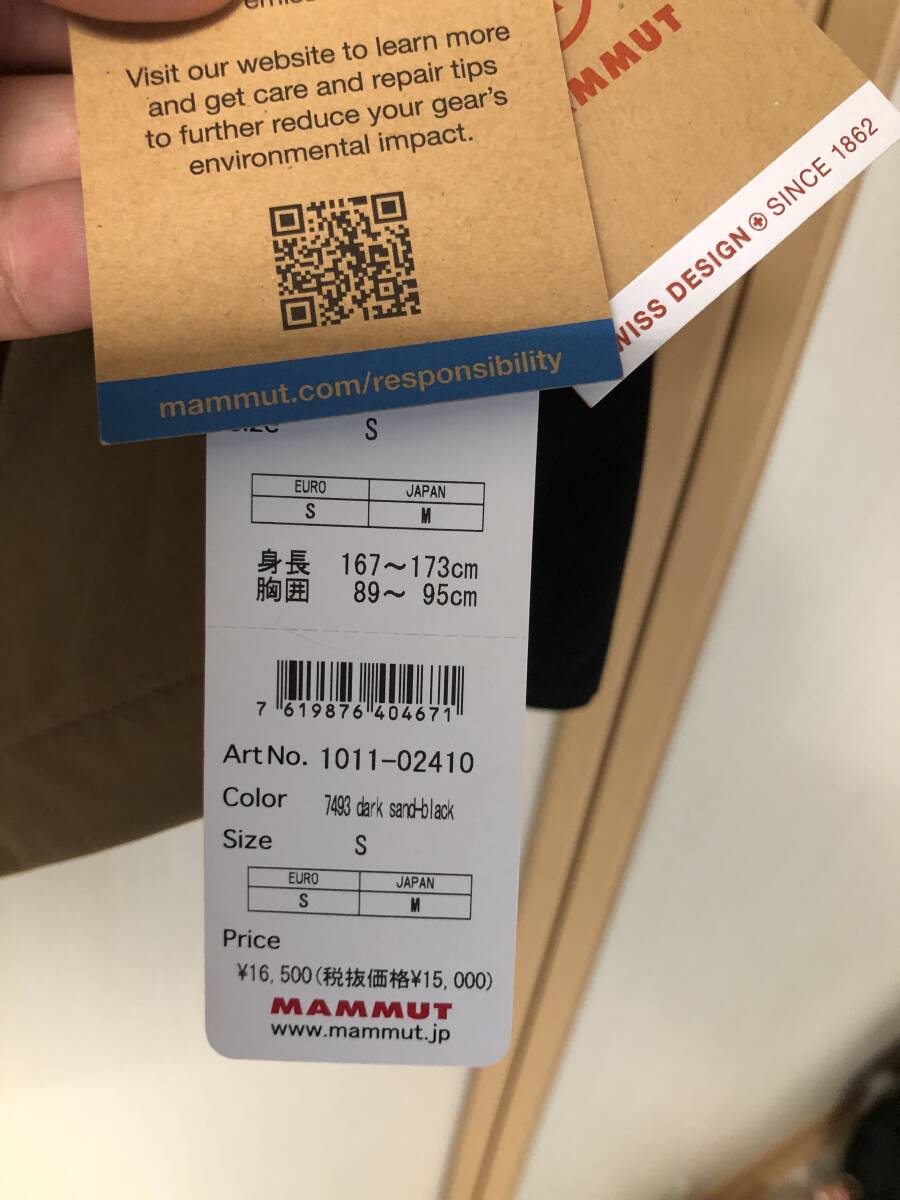 Visit our website to learn more
and get care and repair tips
to further reduce your gear's
environmental impact.
mammut.com/responsibility
SWISS DESIGN SINCE 1862
S
EURO JAPAN
S M
身長 167～173cm
胸囲 89～ 95cm
7 619876 404671
Art No. 1011-02410
Color 7493 dark sand-black
Size S
EURO JAPAN
S M
Price
¥16,500(税抜価格¥15,000)
MAMMUT
www.mammut.jp